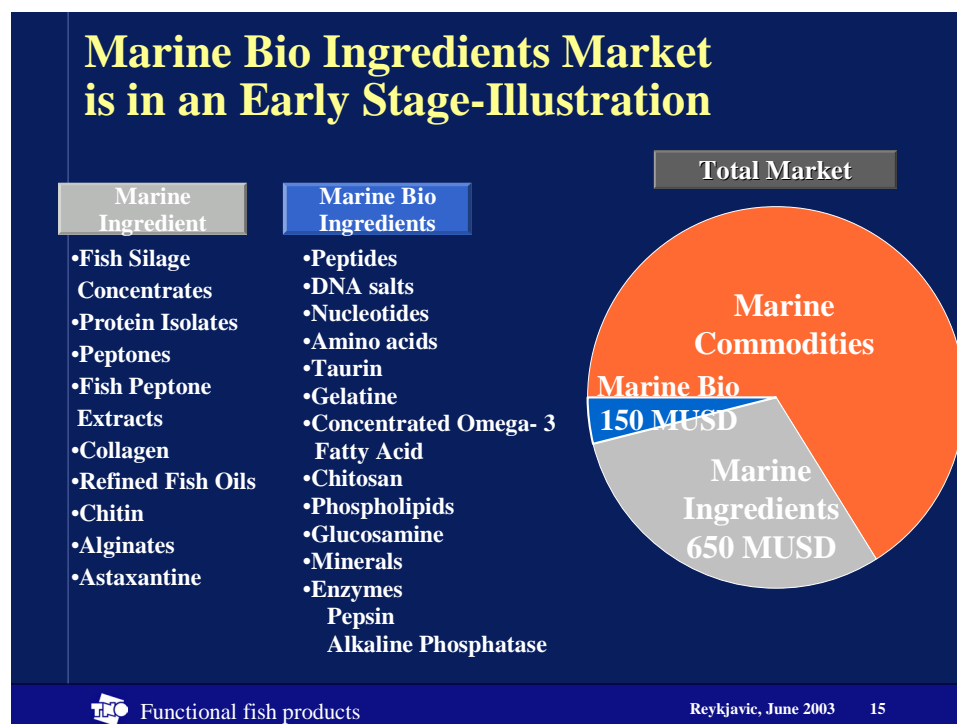 Marine Bio Ingredients Market
is in an Early Stage-Illustration
Marine
Ingredient
•Fish Silage
Concentrates
•Protein Isolates
•Peptones
•Fish Peptone
Extracts
•Collagen
•Refined Fish Oils
•Chitin
•Alginates
•Astaxantine
Marine Bio
Ingredients
•Peptides
•DNA salts
•Nucleotides
•Amino acids
•Taurin
•Gelatine
•Concentrated Omega- 3
Fatty Acid
•Chitosan
•Phospholipids
•Glucosamine
•Minerals
•Enzymes
Pepsin
Alkaline Phosphatase
Total Market
Marine
Commodities
Marine Bio
150 MUSD
Marine
Ingredients
650 MUSD
TNO Functional fish products
Reykjavic, June 2003 15